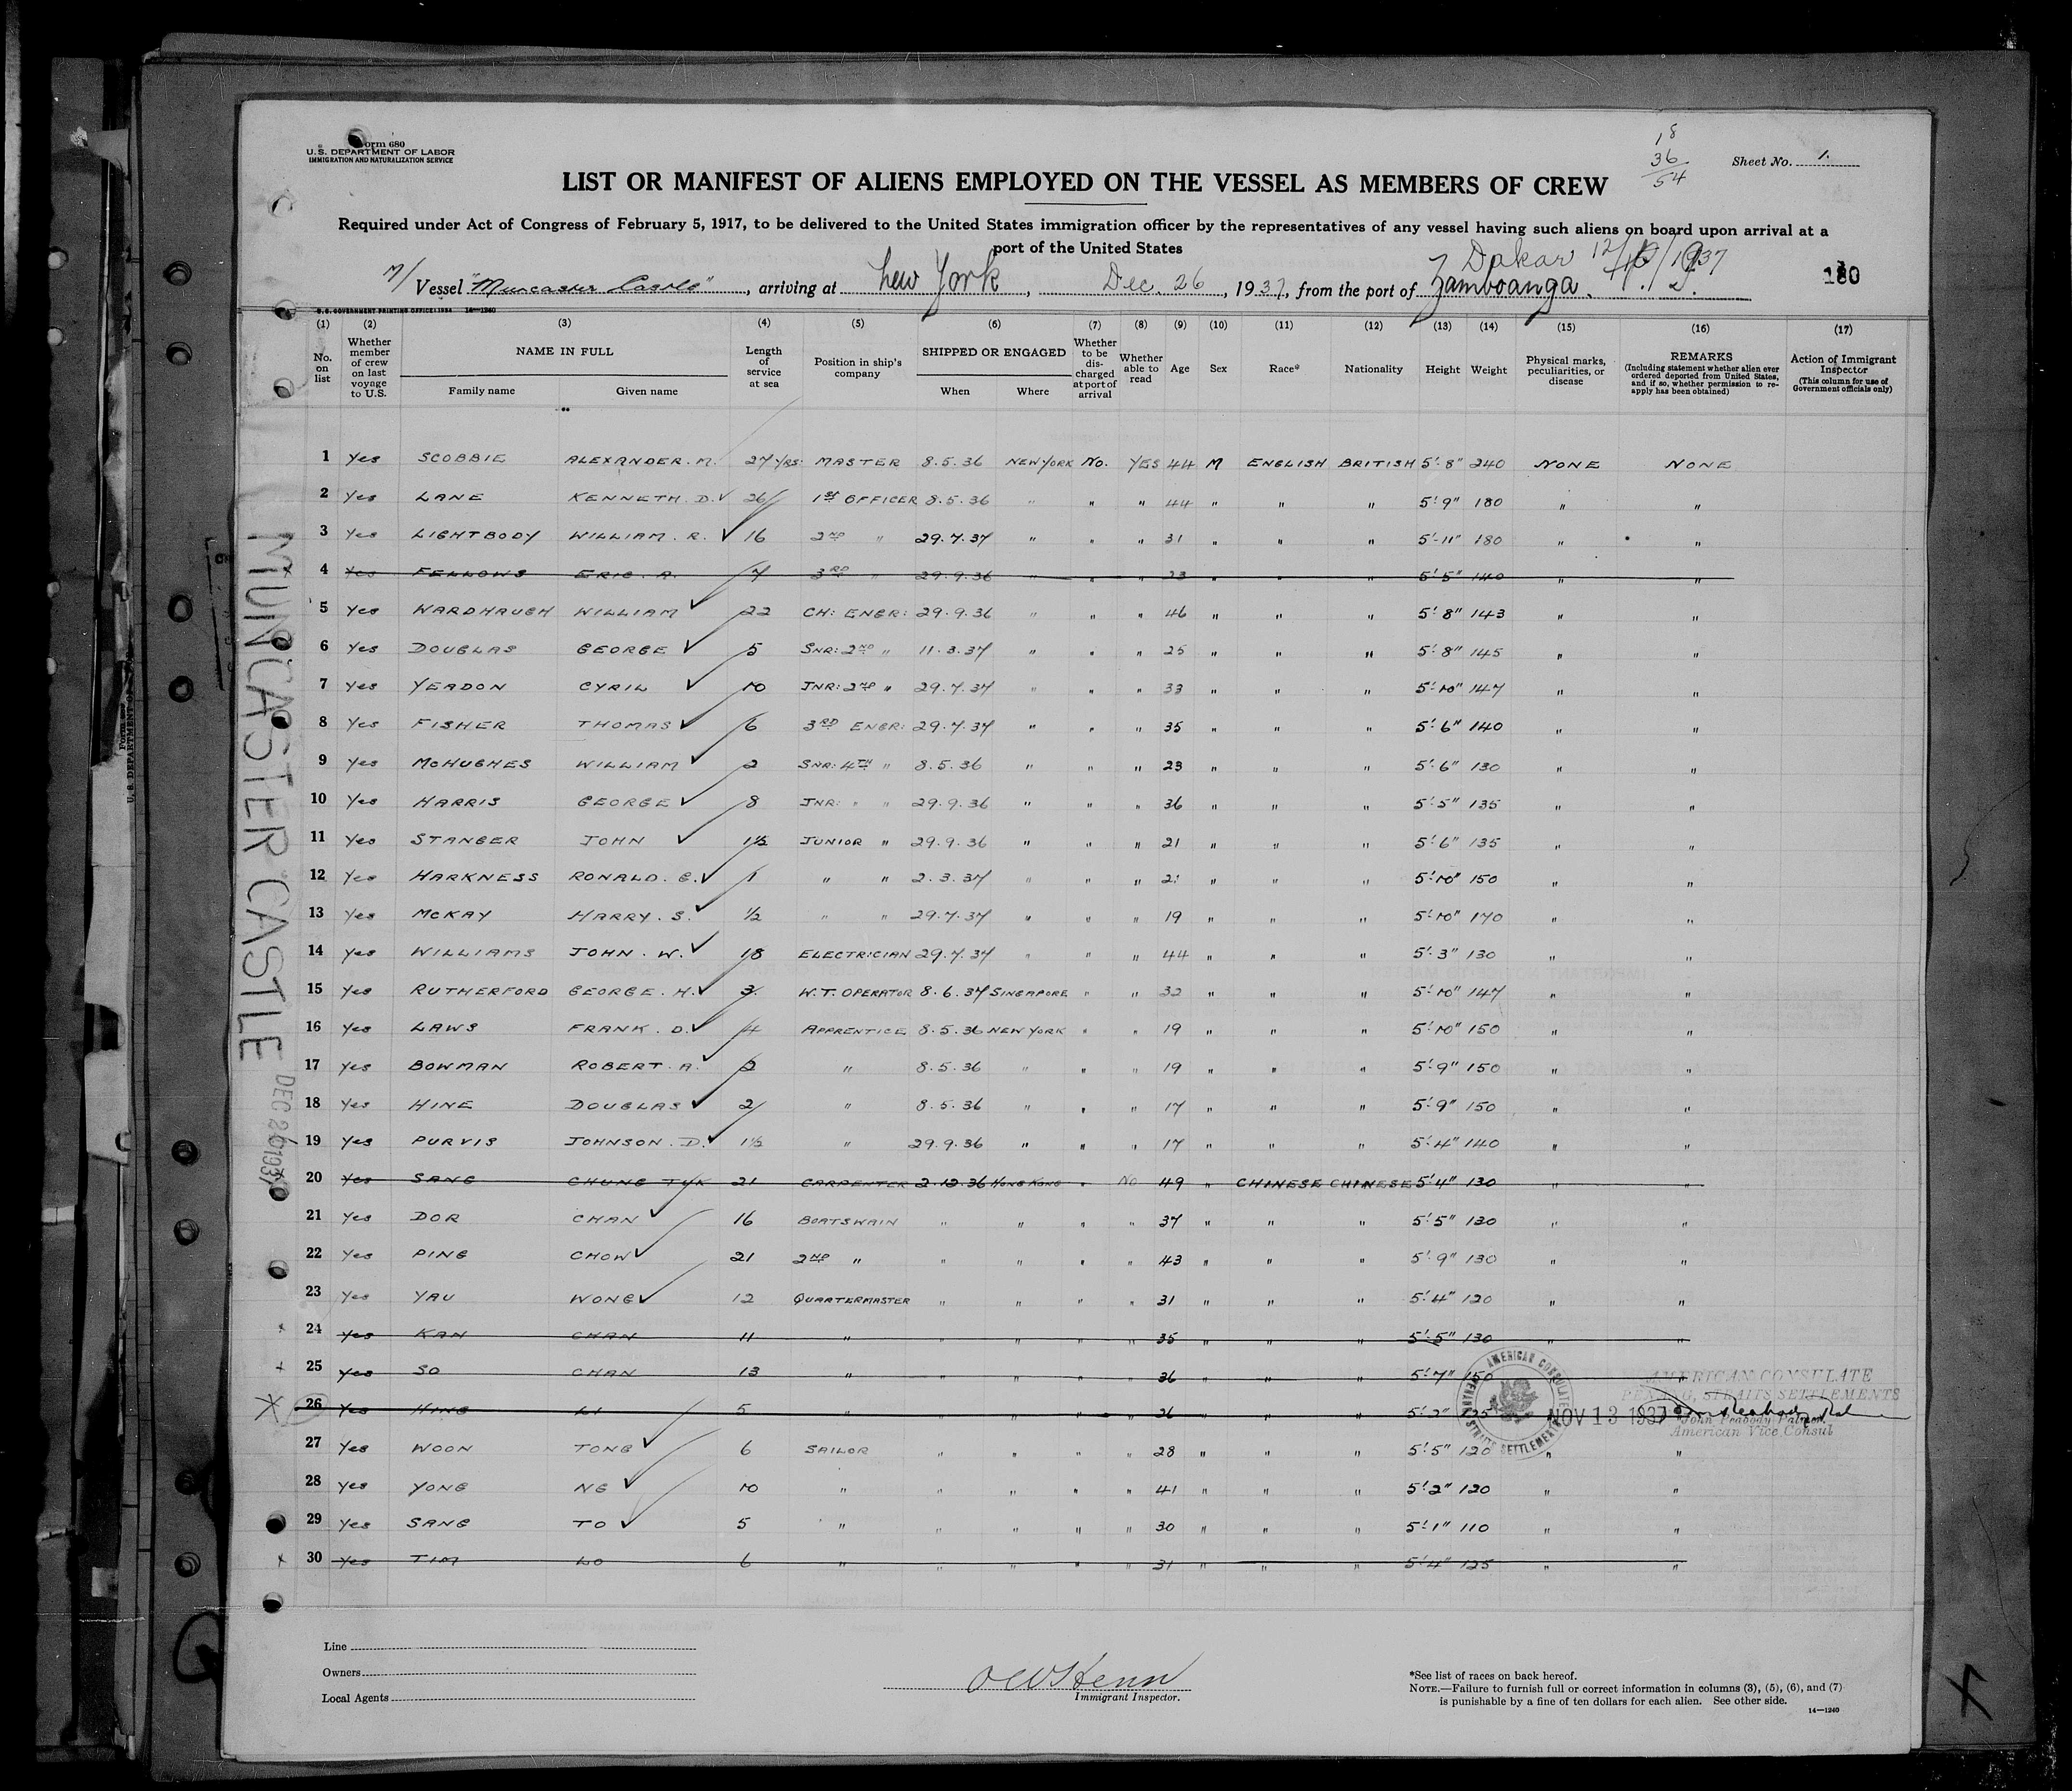 Form 680
U.S. DEPARTMENT OF LABOR
IMMIGRATION AND NATURALIZATION SERVICE
18
36
54
Sheet No. 1.
LIST OR MANIFEST OF ALIENS EMPLOYED ON THE VESSEL AS MEMBERS OF CREW
Required under Act of Congress of February 5, 1917, to be delivered to the United States immigration officer by the representatives of any vessel having such aliens on board upon arrival at a
port of the United States
Dakar
M/ Vessel "Muncaster Castle", arriving at New York, Dec. 26, 1937, from the port of Zamboanga. P.I.
180
U.S. GOVERNMENT PRINTING OFFICE: 1934 14—1240
(1) (2) (3) (4) (5) (6) (7) (8) (9) (10) (11) (12) (13) (14) (15) (16) (17)
No. on list
Whether member of crew on last voyage to U.S.
NAME IN FULL
Family name Given name
Length of service at sea
Position in ship's company
SHIPPED OR ENGAGED
When Where
Whether to be discharged at port of arrival
Whether able to read
Age Sex Race* Nationality Height Weight
Physical marks, peculiarities, or disease
REMARKS
(Including statement whether alien ever ordered deported from United States, and if so, whether permission to reapply has been obtained)
Action of Immigrant Inspector
(This column for use of Government officials only)
1 Yes SCOBBIE ALEXANDER. M. 27 YRS. MASTER 8.5.36 NEW YORK No. YES 44 M ENGLISH BRITISH 5'.8" 240 NONE NONE
2 Yes LANE KENNETH. D. 26 1ST OFFICER 8.5.36 " " " 44 " " " 5'.9" 180 " "
3 Yes LIGHTBODY WILLIAM. R. 16 2ND " 29.7.37 " " " 31 " " " 5'-11" 180 " "
4 Yes FELLOWS ERIC. A. 7 3RD " 29.9.36 " " " 23 " " " 5'.5" 140 " "
5 Yes WARDHAUGH WILLIAM 22 CH: ENGR: 29.9.36 " " " 46 " " " 5'.8" 143 " "
6 Yes DOUGLAS GEORGE 5 SNR: 2ND " 11.3.37 " " " 25 " " " 5'.8" 145 " "
7 Yes YEADON CYRIL 10 JNR: 2ND " 29.7.37 " " " 33 " " " 5'.10" 147 " "
8 Yes FISHER THOMAS 6 3RD ENGR: 29.7.37 " " " 35 " " " 5'.6" 140 " "
9 Yes McHUGHES WILLIAM 2 SNR: 4TH " 8.5.36 " " " 23 " " " 5'.6" 130 " "
10 Yes HARRIS GEORGE 8 JNR: " " 29.9.36 " " " 36 " " " 5'.5" 135 " "
11 Yes STANGER JOHN 1½ JUNIOR " 29.9.36 " " " 21 " " " 5'.6" 135 " "
12 Yes HARKNESS RONALD. G. 1 " " 2.3.37 " " " 21 " " " 5'.10" 150 " "
13 Yes McKAY HARRY. S. ½ " " 29.7.37 " " " 19 " " " 5'.10" 170 " "
14 Yes WILLIAMS JOHN. W. 18 ELECTRICIAN 29.7.37 " " " 44 " " " 5'.3" 130 " "
15 Yes RUTHERFORD GEORGE. H. 3. W.T. OPERATOR 8.6.37 SINGAPORE " " 32 " " " 5'.10" 147 " "
16 Yes LAWS FRANK. D. 4 APPRENTICE 8.5.36 NEW YORK " " 19 " " " 5'.10" 150 " "
17 Yes BOWMAN ROBERT. A. 2 " 8.5.36 " " " 19 " " " 5'.9" 150 " "
18 Yes HINE DOUGLAS 2 " 8.5.36 " " " 17 " " " 5'.9" 150 " "
19 Yes PURVIS JOHNSON. D. 1½ " 29.9.36 " " " 17 " " " 5'.4" 140 " "
20 Yes SANG CHUNG TUK 21 CARPENTER 2.12.36 HONG KONG " NO 49 " CHINESE CHINESE 5'.4" 130 " "
21 Yes DOR CHAN 16 BOATSWAIN " " " " 37 " " " 5'.5" 130 " "
22 Yes PING CHOW 21 2ND " " " " " 43 " " " 5'.9" 130 " "
23 Yes YAU WONG 12 QUARTERMASTER " " " " 31 " " " 5'.4" 120 " "
24 Yes KAN CHAN 11 " " " " " 35 " " " 5'.5" 130 " "
25 Yes SO CHAN 13 " " " " " 36 " " " 5'.7" 150 " "
26 Yes HING LI 5 " " " " " 26 " " " 5'.2" 125 "
27 Yes WOON TONG 6 SAILOR " " " " 28 " " " 5'.5" 120 " "
28 Yes YONG NG 10 " " " " " 41 " " " 5'.2" 120 " "
29 Yes SANG TO 5 " " " " " 30 " " " 5'.1" 110 " "
30 Yes TIM LO 6 " " " " " 31 " " " 5'.4" 125 " "
MUNCASTER CASTLE
DEC 26 1937
AMERICAN CONSULATE
PENANG, STRAITS SETTLEMENTS
NOV 13 1937
John Peabody Palmer
American Vice Consul
Line
Owners
Local Agents
Immigrant Inspector.
*See list of races on back hereof.
NOTE.—Failure to furnish full or correct information in columns (3), (5), (6), and (7)
is punishable by a fine of ten dollars for each alien. See other side.
14—1240